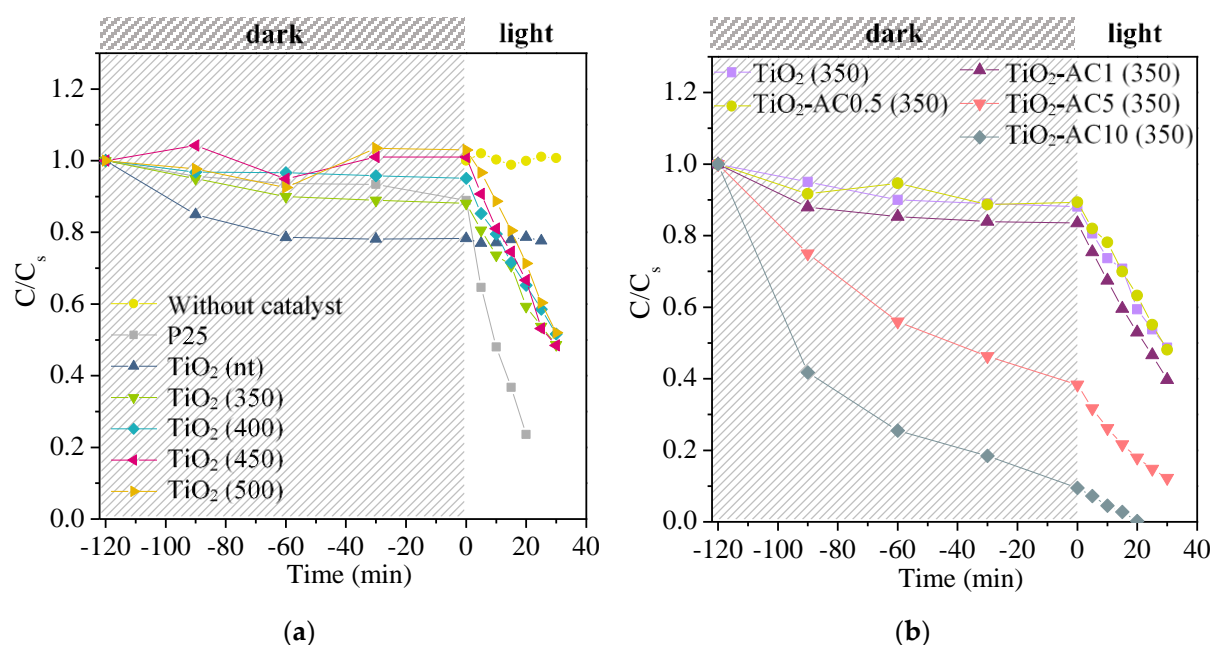 dark light
1.2
1.0
0.8
0.6
0.4
0.2
0.0
C/Cₛ
Without catalyst
P25
TiO₂ (nt)
TiO₂ (350)
TiO₂ (400)
TiO₂ (450)
TiO₂ (500)
-120 -100 -80 -60 -40 -20 0 20 40
Time (min)
(a)
dark light
1.2
1.0
0.8
0.6
0.4
0.2
0.0
C/Cₛ
TiO₂ (350) TiO₂-AC1 (350)
TiO₂-AC0.5 (350) TiO₂-AC5 (350)
TiO₂-AC10 (350)
-120 -100 -80 -60 -40 -20 0 20 40
Time (min)
(b)